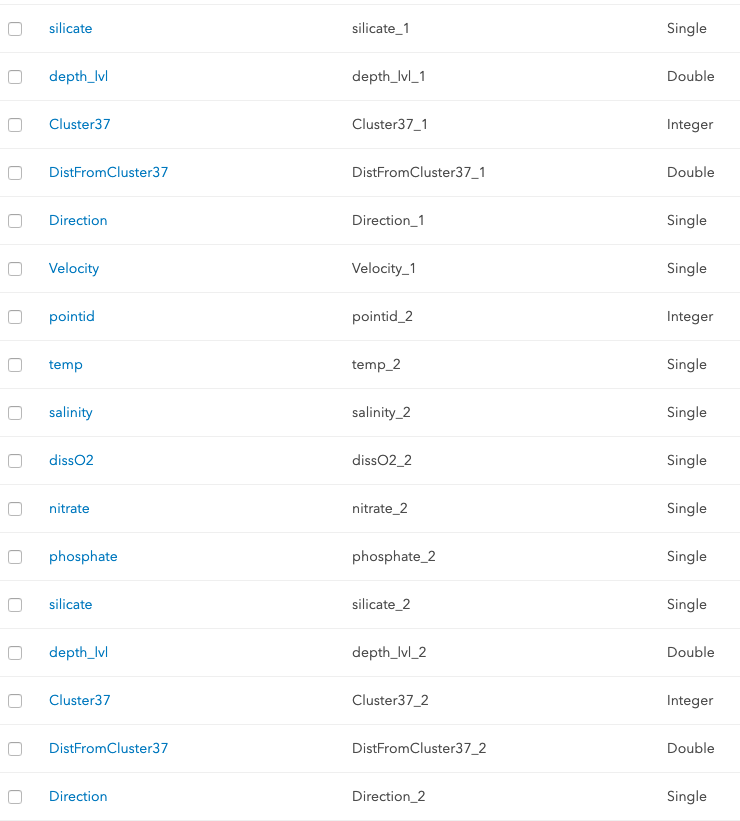 silicate silicate_1 Single
depth_lvl depth_lvl_1 Double
Cluster37 Cluster37_1 Integer
DistFromCluster37 DistFromCluster37_1 Double
Direction Direction_1 Single
Velocity Velocity_1 Single
pointid pointid_2 Integer
temp temp_2 Single
salinity salinity_2 Single
dissO2 dissO2_2 Single
nitrate nitrate_2 Single
phosphate phosphate_2 Single
silicate silicate_2 Single
depth_lvl depth_lvl_2 Double
Cluster37 Cluster37_2 Integer
DistFromCluster37 DistFromCluster37_2 Double
Direction Direction_2 Single